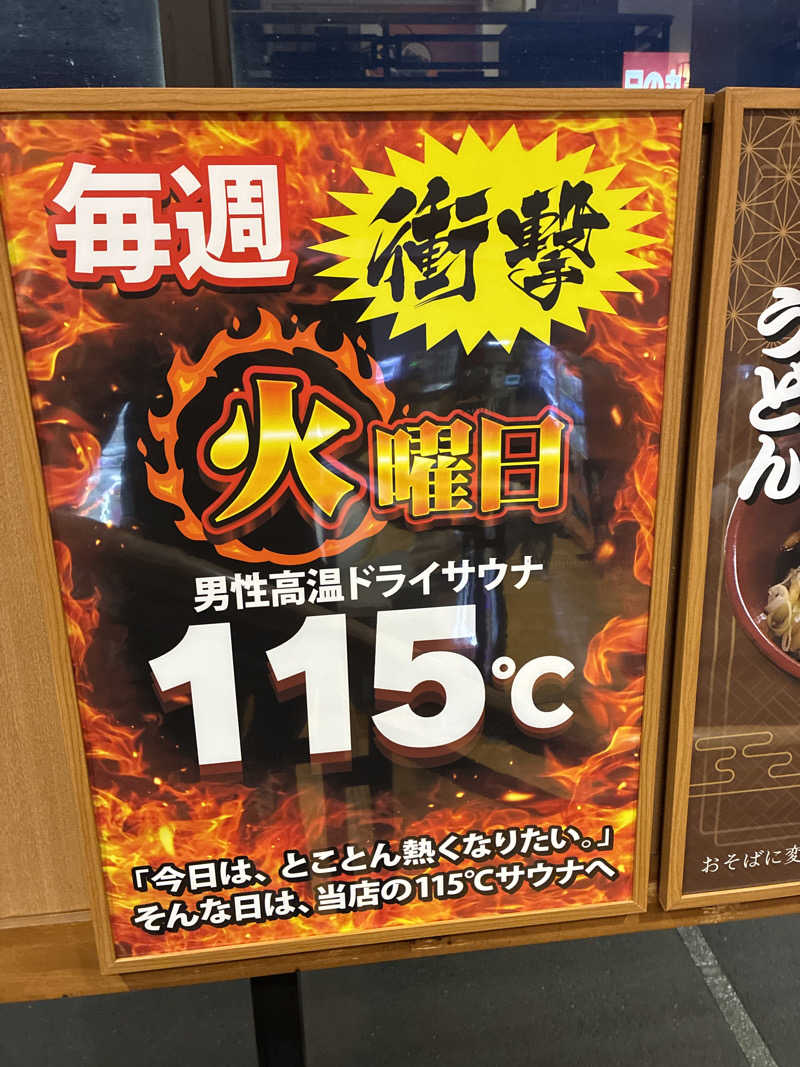 毎週
衝撃
火曜日
男性高温ドライサウナ
115℃
「今日は、とことん熱くなりたい。」
そんな日は、当店の115℃サウナへ
うどん
おそばに変